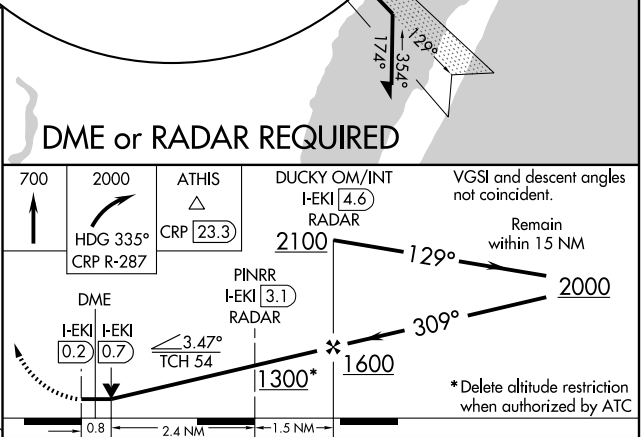 129°
174°
354°
DME or RADAR REQUIRED
700
2000
HDG 335°
CRP R-287
ATHIS
CRP 23.3
DUCKY OM/INT
I-EKI 4.6
RADAR
2100
VGSI and descent angles
not coincident.
Remain
within 15 NM
129°
2000
309°
PINRR
I-EKI 3.1
RADAR
DME
I-EKI I-EKI
0.2 0.7
3.47°
TCH 54
1300*
1600
* Delete altitude restriction
when authorized by ATC
0.8
2.4 NM
1.5 NM